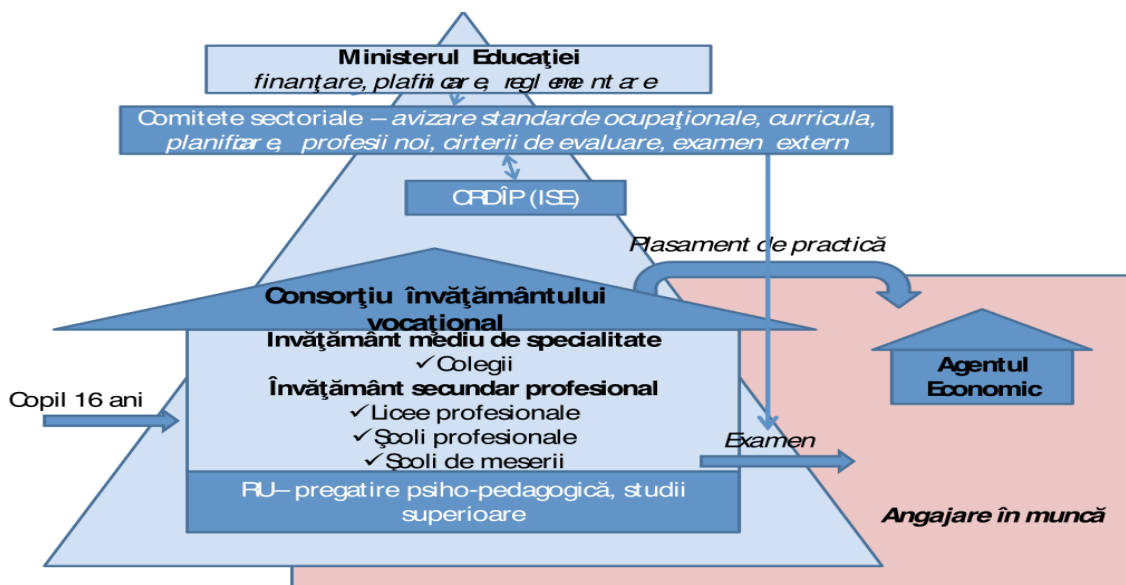 Ministerul Educaţiei
finanţare, planificare, reglementare
Comitete sectoriale – avizare standarde ocupaţionale, curricula,
planificare, profesii noi, cirterii de evaluare, examen extern
CRDÎP (ISE)
Plasament de practică
Consorţiu învăţământului
vocaţional
Invăţământ mediu de specialitate
✓Colegii
Învăţământ secundar profesional
✓Licee profesionale
✓Şcoli profesionale
✓Şcoli de meserii
RU– pregatire psiho-pedagogică, studii
superioare
Copil 16 ani
Agentul
Economic
Examen
Angajare în muncă